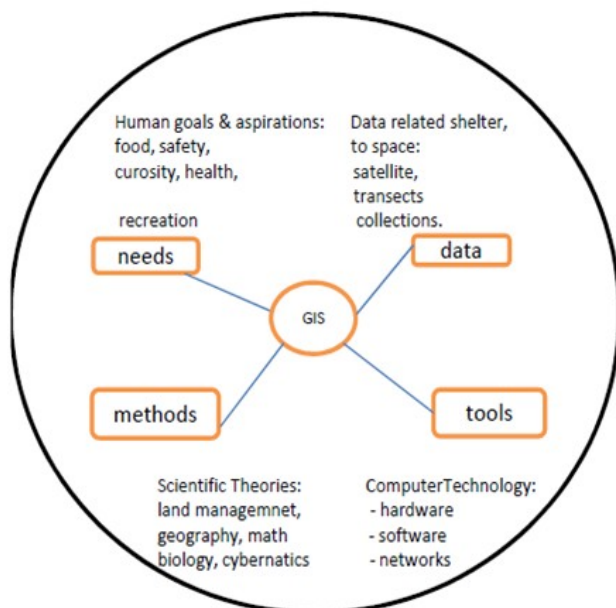 Human goals & aspirations:
food, safety,
curosity, health,
recreation
needs
Data related shelter,
to space:
satellite,
transects
collections.
data
GIS
methods
tools
Scientific Theories:
land managemnet,
geography, math
biology, cybernatics
ComputerTechnology:
- hardware
- software
- networks